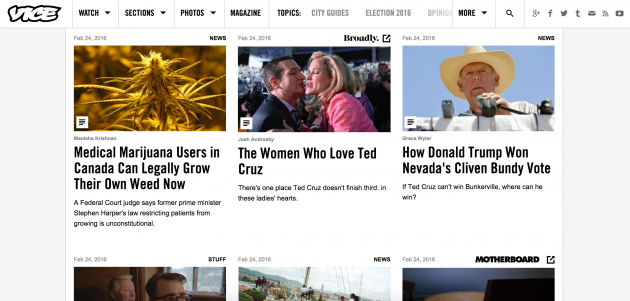 VICE WATCH SECTIONS PHOTOS MAGAZINE TOPICS: CITY GUIDES ELECTION 2016 OPINION MORE
Feb 24, 2016 NEWS
Manisha Krishnan
Medical Marijuana Users in
Canada Can Legally Grow
Their Own Weed Now
A Federal Court judge says former prime minister
Stephen Harper's law restricting patients from
growing is unconstitutional.
Feb 24, 2016 Broadly.
Josh Androsky
The Women Who Love Ted
Cruz
There's one place Ted Cruz doesn't finish third: in
these ladies' hearts.
Feb 24, 2016 NEWS
Grace Wyler
How Donald Trump Won
Nevada's Cliven Bundy Vote
If Ted Cruz can't win Bunkerville, where can he
win?
Feb 24, 2016 STUFF
Feb 24, 2016 NEWS
Feb 24, 2016 MOTHERBOARD